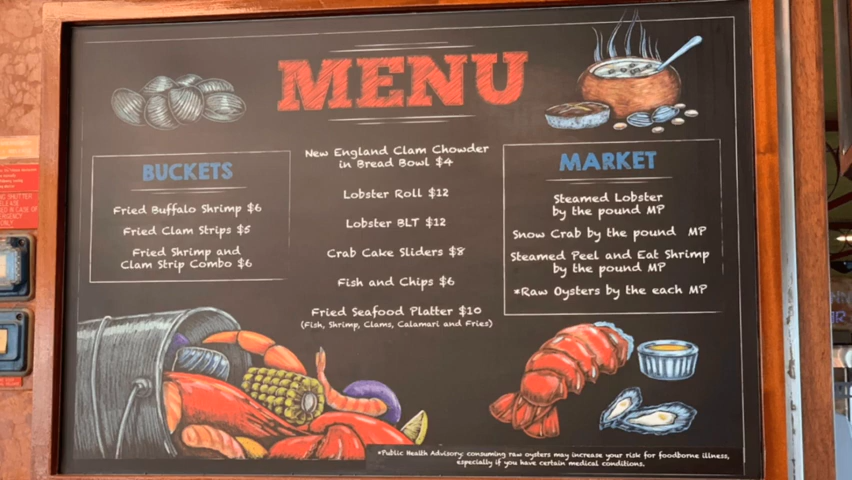 MENU
BUCKETS
Fried Buffalo Shrimp $6
Fried Clam Strips $5
Fried Shrimp and
Clam Strip Combo $6
New England Clam Chowder
in Bread Bowl $4
Lobster Roll $12
Lobster BLT $12
Crab Cake Sliders $8
Fish and Chips $6
Fried Seafood Platter $10
(Fish, Shrimp, Clams, Calamari and Fries)
MARKET
Steamed Lobster
by the pound MP
Snow Crab by the pound MP
Steamed Peel and Eat Shrimp
by the pound MP
*Raw Oysters by the each MP
*Public Health Advisory: consuming raw oysters may increase your risk for foodborne illness,
especially if you have certain medical conditions.